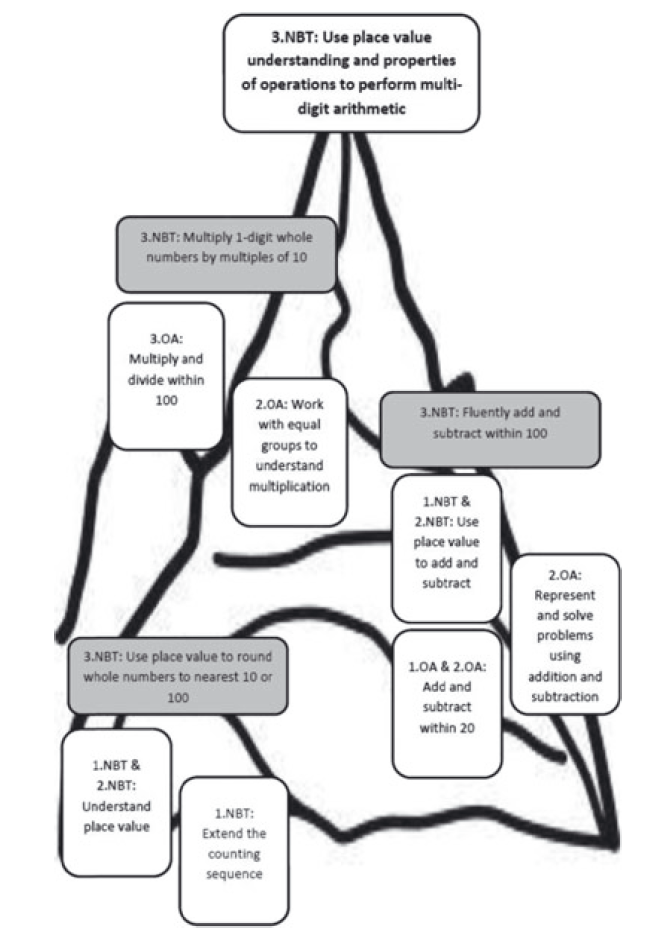 3.NBT: Use place value
understanding and properties
of operations to perform multi-
digit arithmetic
3.NBT: Multiply 1-digit whole
numbers by multiples of 10
3.OA:
Multiply and
divide within
100
2.OA: Work
with equal
groups to
understand
multiplication
3.NBT: Fluently add and
subtract within 100
1.NBT &
2.NBT: Use
place value
to add and
subtract
2.OA:
Represent
and solve
problems
using
addition and
subtraction
3.NBT: Use place value to round
whole numbers to nearest 10 or
100
1.OA & 2.OA:
Add and
subtract
within 20
1.NBT &
2.NBT:
Understand
place value
1.NBT:
Extend the
counting
sequence